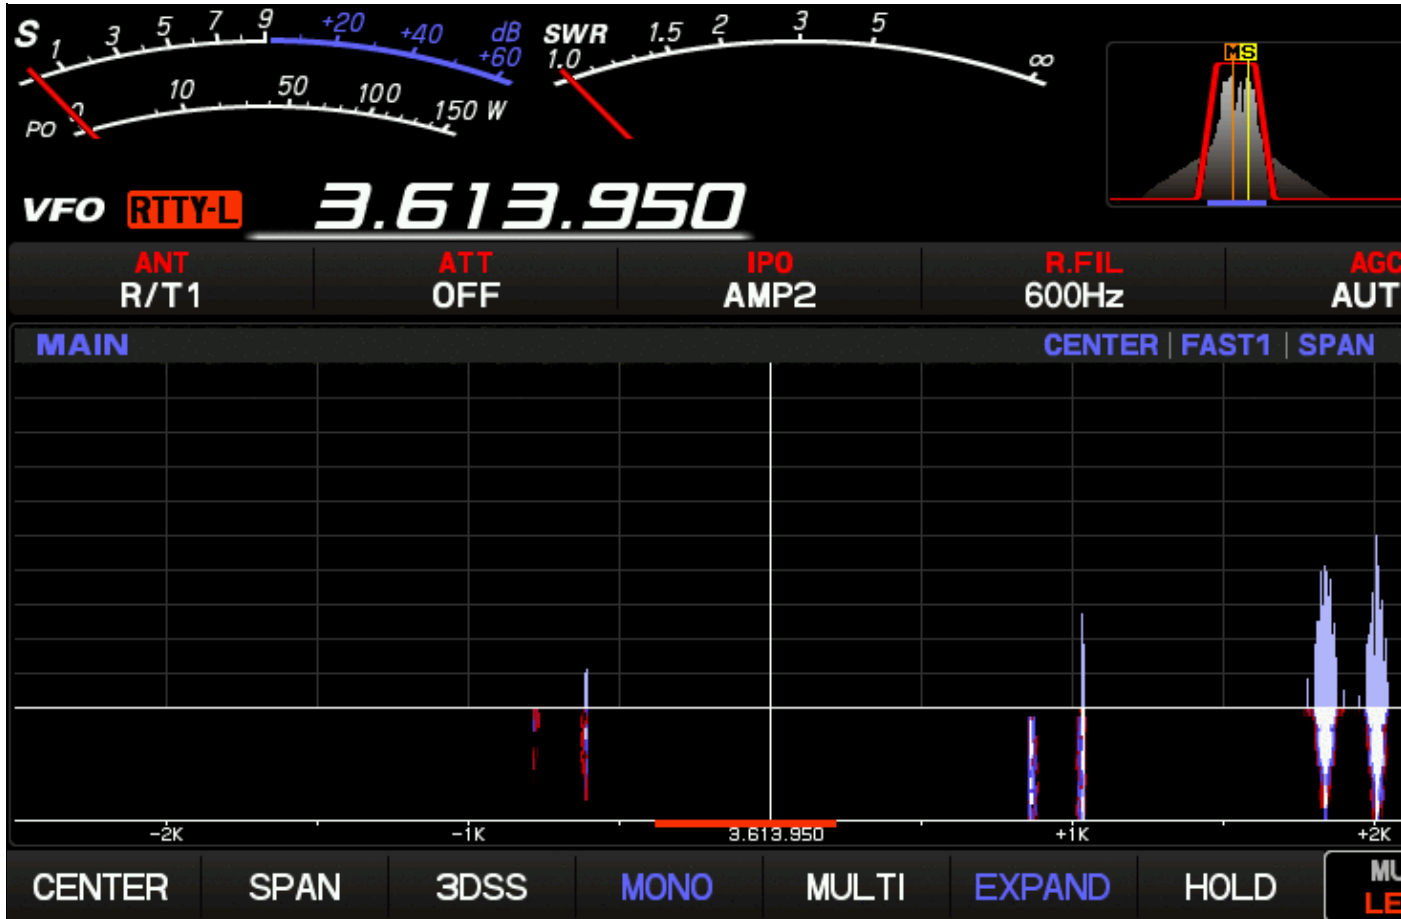 S 1 3 5 7 9 +20 +40 +60 dB
PO 0 10 50 100 150 W
SWR 1.0 1.5 2 3 5 ∞
M S
VFO RTTY-L 3.613.950
ANT ATT IPO R.FIL AGC
R/T1 OFF AMP2 600Hz AUT
MAIN CENTER | FAST1 | SPAN
-2K -1K 3.613.950 +1K +2K
CENTER SPAN 3DSS MONO MULTI EXPAND HOLD MU
LE